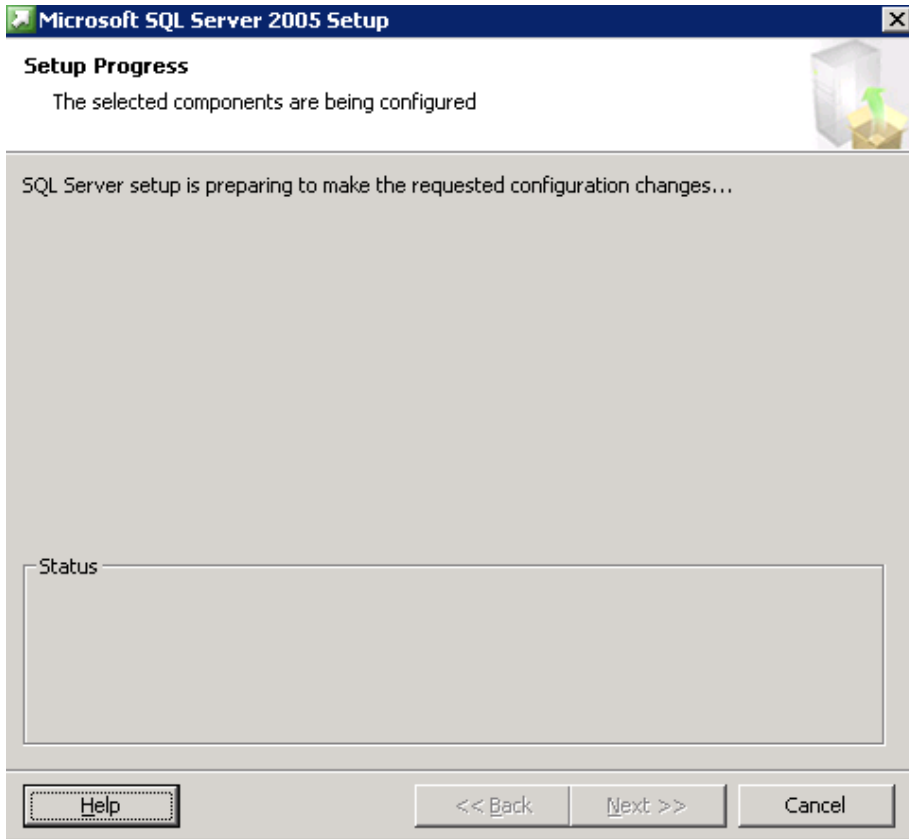 Microsoft SQL Server 2005 Setup
Setup Progress
The selected components are being configured
SQL Server setup is preparing to make the requested configuration changes...
Status
Help
<< Back
Next >>
Cancel